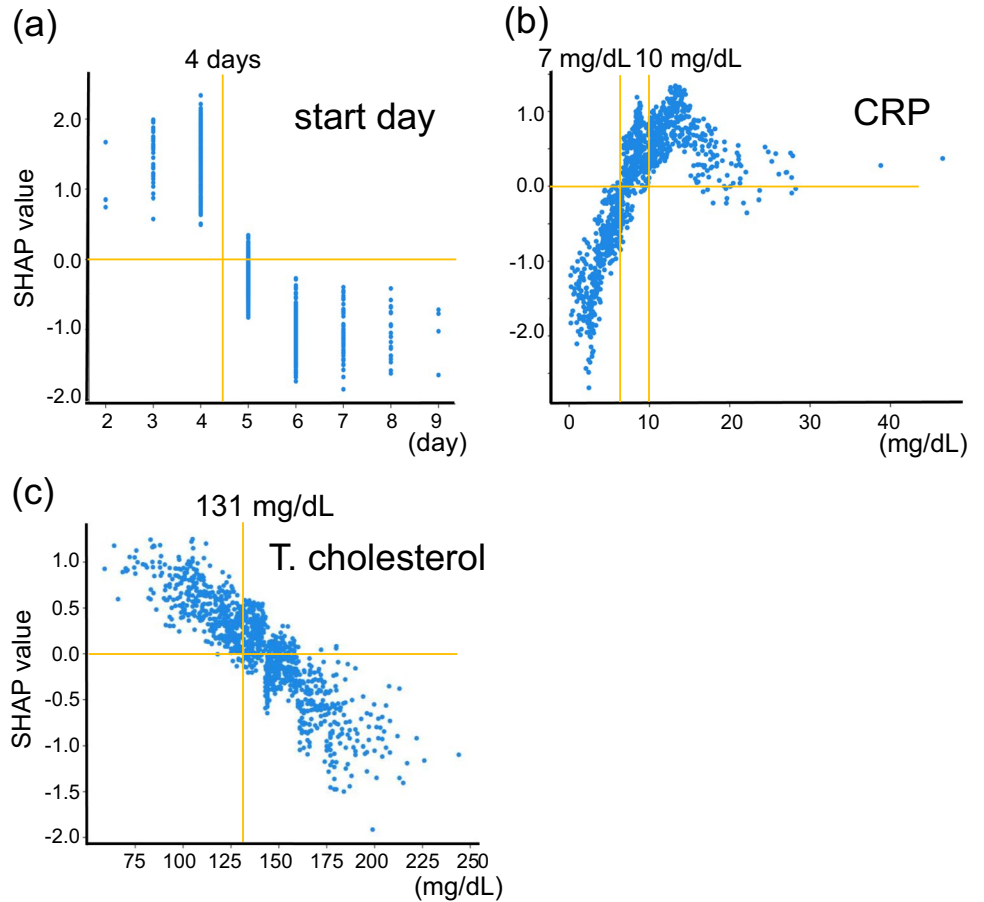 (a)
4 days
start day
SHAP value
2.0
1.0
0.0
-1.0
-2.0
2 3 4 5 6 7 8 9
(day)
(b)
7 mg/dL 10 mg/dL
CRP
1.0
0.0
-1.0
-2.0
0 10 20 30 40
(mg/dL)
(c)
131 mg/dL
T. cholesterol
SHAP value
1.0
0.5
0.0
-0.5
-1.0
-1.5
-2.0
75 100 125 150 175 200 225 250
(mg/dL)